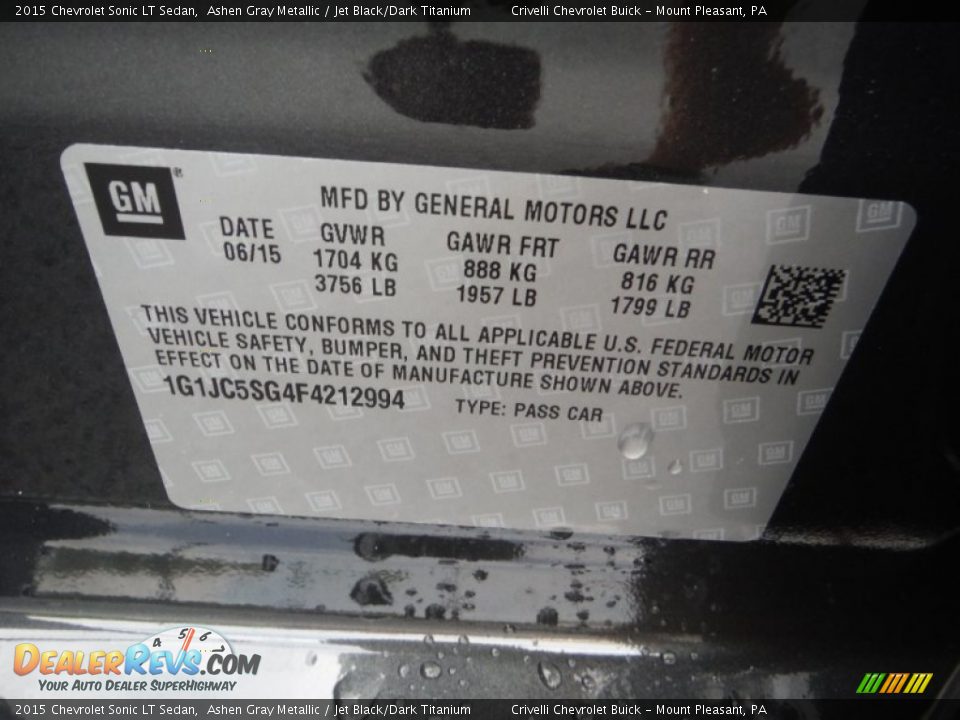 2015 Chevrolet Sonic LT Sedan, Ashen Gray Metallic / Jet Black/Dark Titanium Crivelli Chevrolet Buick - Mount Pleasant, PA
GM
MFD BY GENERAL MOTORS LLC
DATE GVWR GAWR FRT GAWR RR
06/15 1704 KG 888 KG 816 KG
3756 LB 1957 LB 1799 LB
THIS VEHICLE CONFORMS TO ALL APPLICABLE U.S. FEDERAL MOTOR
VEHICLE SAFETY, BUMPER, AND THEFT PREVENTION STANDARDS IN
EFFECT ON THE DATE OF MANUFACTURE SHOWN ABOVE.
1G1JC5SG4F4212994 TYPE: PASS CAR
4 5 6
DEALERREVS.COM
YOUR AUTO DEALER SUPERHIGHWAY
2015 Chevrolet Sonic LT Sedan, Ashen Gray Metallic / Jet Black/Dark Titanium Crivelli Chevrolet Buick - Mount Pleasant, PA